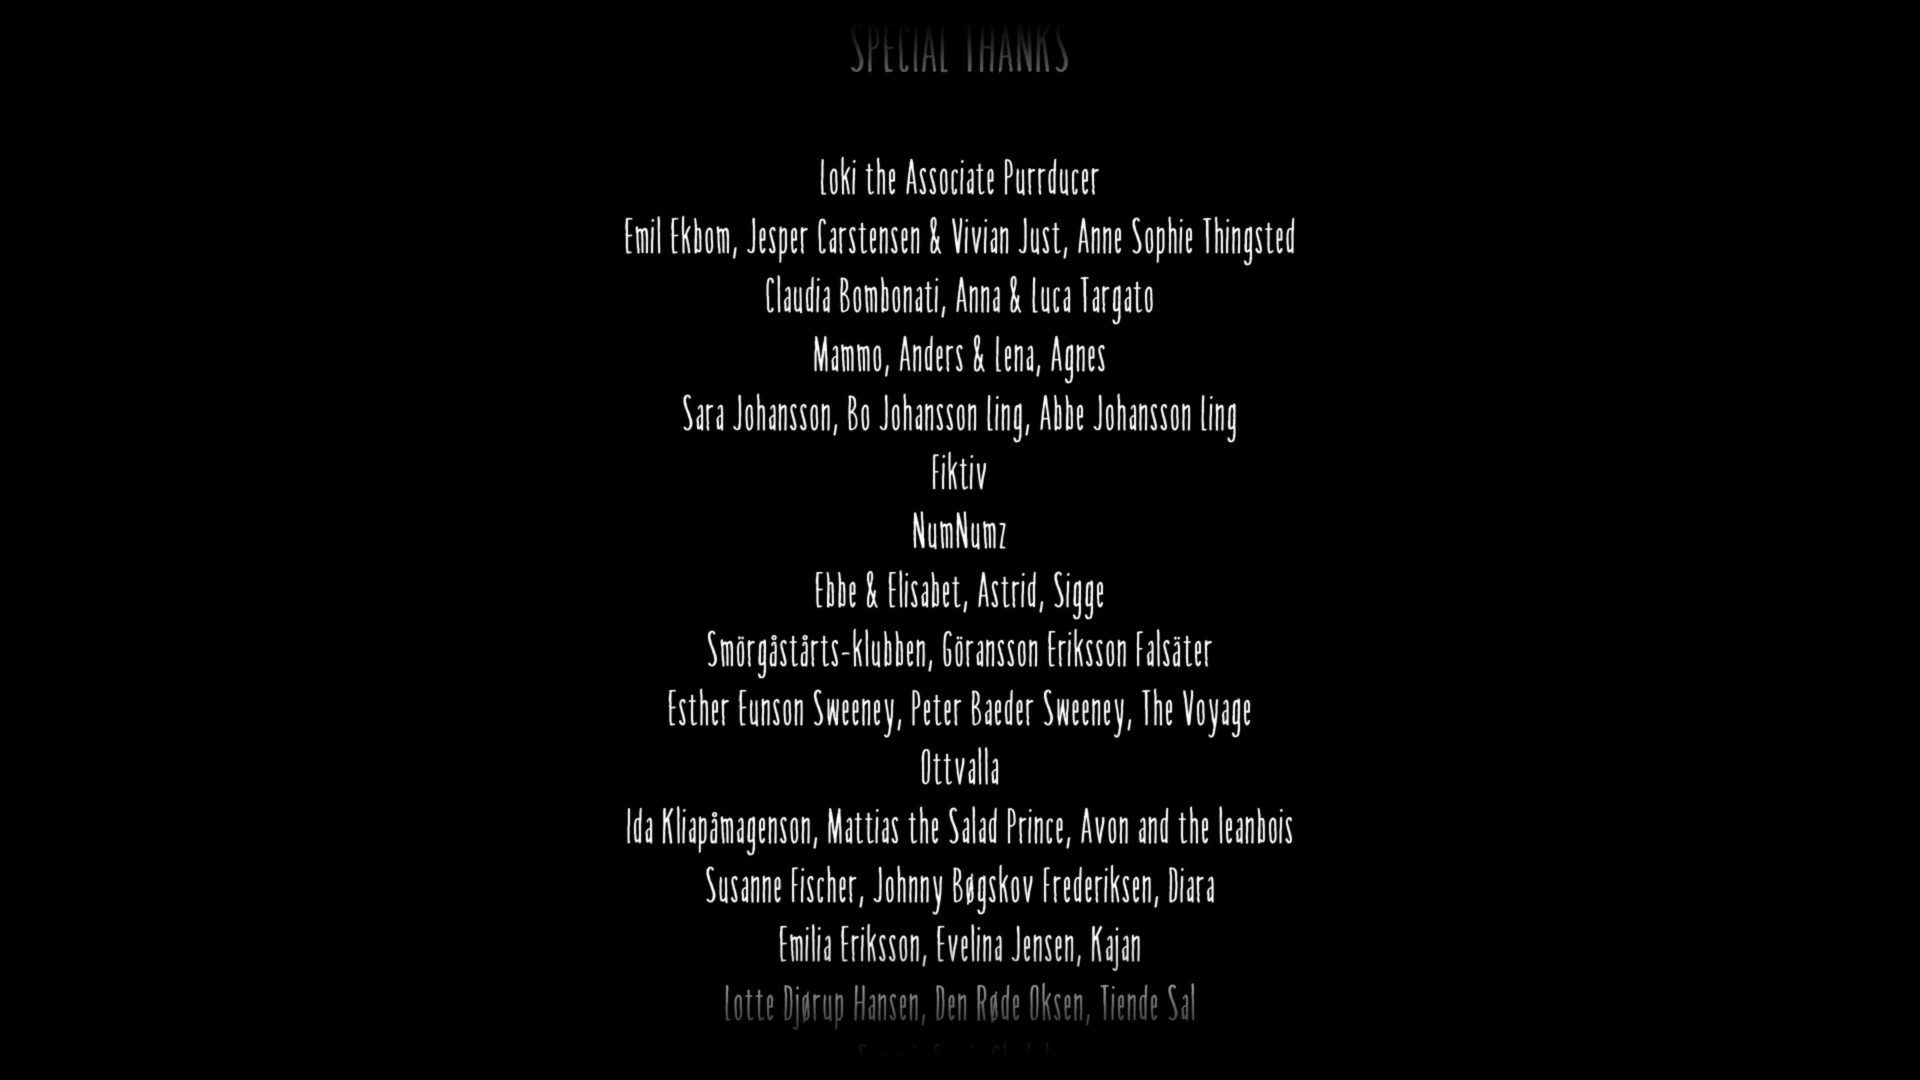 SPECIAL THANKS
Loki the Associate Purrducer
Emil Ekbom, Jesper Carstensen & Vivian Just, Anne Sophie Thingsted
Claudia Bombonati, Anna & Luca Targato
Mammo, Anders & Lena, Agnes
Sara Johansson, Bo Johansson Ling, Abbe Johansson Ling
Fiktiv
NumNumz
Ebbe & Elisabet, Astrid, Sigge
Smörgåstårts-klubben, Göransson Eriksson Falsäter
Esther Eunson Sweeney, Peter Baeder Sweeney, The Voyage
Ottvalla
Ida Kliapåmagenson, Mattias the Salad Prince, Avon and the leanbois
Susanne Fischer, Johnny Bøgskov Frederiksen, Diara
Emilia Eriksson, Evelina Jensen, Kajan
Lotte Djørup Hansen, Den Røde Oksen, Tiende Sal